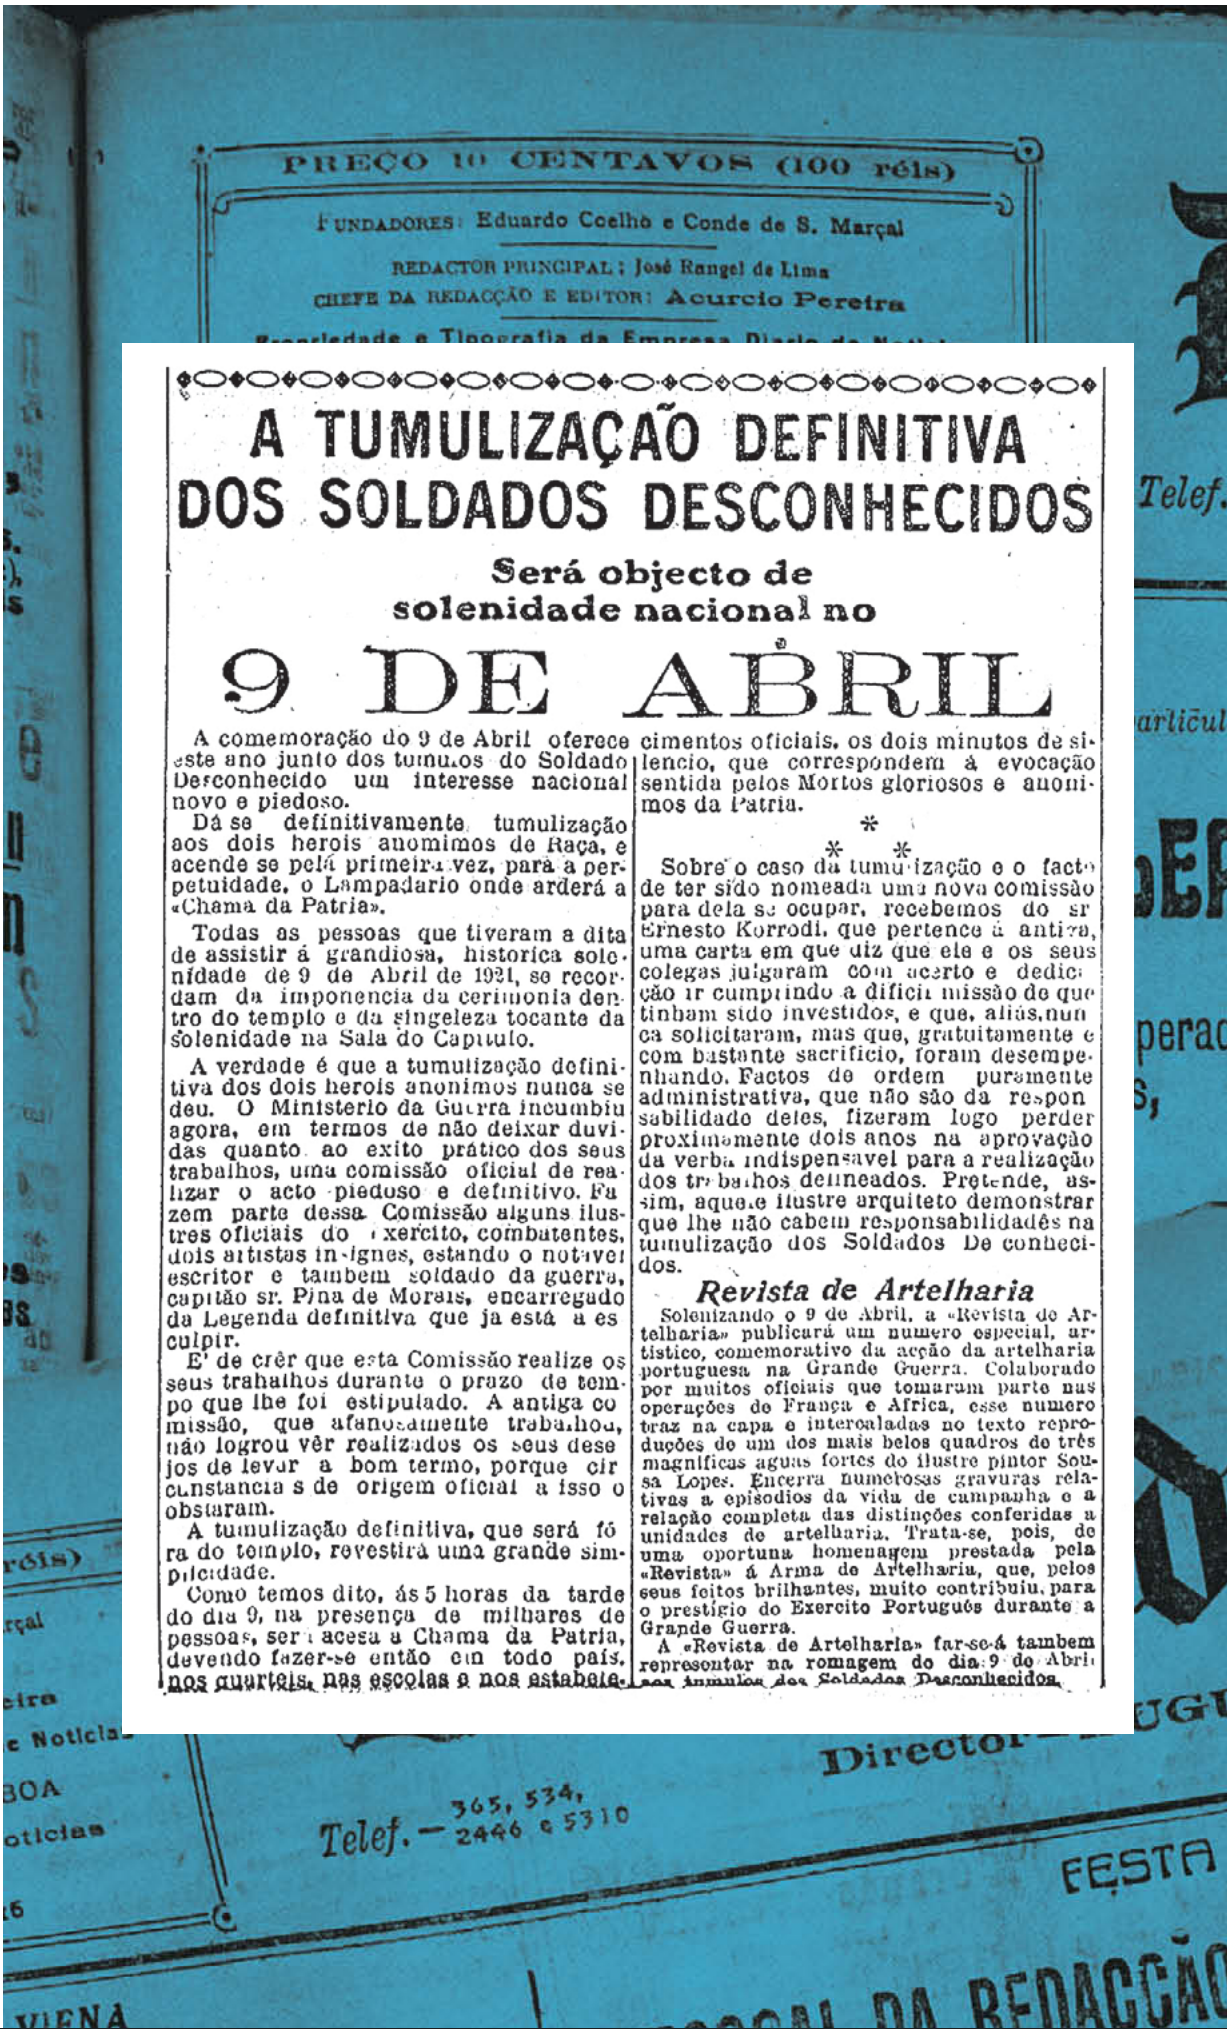 PREÇO 10 CENTAVOS (100 réis)
FUNDADORES: Eduardo Coelho e Conde de S. Marçal
REDACTOR PRINCIPAL: José Rangel de Lima
CHEFE DA REDACÇÃO E EDITOR: Acurcio Pereira
Propriedade e Tipografia da Empresa Diario de
Telef.
A TUMULIZAÇÃO DEFINITIVA
DOS SOLDADOS DESCONHECIDOS
Será objecto de
solenidade nacional no
9 DE ABRIL
A comemoração do 9 de Abril oferece
este ano junto dos tumulos do Soldado
Desconhecido um interesse nacional
novo e piedoso.
Dá se definitivamente tumulização
aos dois herois anomimos de Raça, e
acende se pelá primeira vez, para a per-
petuidade, o Lampadario onde arderá a
«Chama da Patria».
Todas as pessoas que tiveram a dita
de assistir á grandiosa, historica sole-
nidade de 9 de Abril de 1921, se recor-
dam da imponencia da cerimonia den-
tro do templo e da singeleza tocante da
solenidade na Sala do Capitulo.
A verdade é que a tumulização defini-
tiva dos dois herois anonimos nunca se
deu. O Ministerio da Guerra incumbiu
agora, em termos de não deixar duvi-
das quanto ao exito prático dos seus
trabalhos, uma comissão oficial de rea-
lizar o acto piedoso e definitivo. Fa
zem parte dessa Comissão alguns ilus-
tres oficiais do xercito, combatentes,
dois artistas insignes, estando o notavel
escritor e tambem soldado da guerra,
capitão sr. Pina de Morais, encarregado
da Legenda definitiva que ja está a es
culpir.
E' de crêr que esta Comissão realize os
seus trabalhos durante o prazo de tem-
po que lhe foi estipulado. A antiga co
missão, que afanosamente trabalhou,
não logrou vêr realizados os seus dese
jos de levar a bom termo, porque cir
cunstancia s de origem oficial a isso o
obstaram.
A tumulização definitiva, que será fó
ra do templo, revestirá uma grande sim-
plicidade.
Como temos dito, ás 5 horas da tarde
do dia 9, na presença de milhares de
pessoas, será acesa a Chama da Patria,
devendo fazer-se então em todo país,
nos quarteis, nas escolas e nos estabele-
cimentos oficiais, os dois minutos de si-
lencio, que correspondem á evocação
sentida pelos Mortos gloriosos e anoni-
mos da Patria.
*
* *
Sobre o caso da tumulização e o facto
de ter sido nomeada uma nova comissão
para dela se ocupar, recebemos do sr
Ernesto Korrodi, que pertence á antiga,
uma carta em que diz que ele e os seus
colegas julgaram com acerto e dedica
ção ir cumprindo a dificil missão de que
tinham sido investidos, e que, aliás, nun
ca solicitaram, mas que, gratuitamente e
com bastante sacrificio, foram desempe-
nhando. Factos de ordem puramente
administrativa, que não são da respon
sabilidade deles, fizeram logo perder
proximamente dois anos na aprovação
da verba indispensavel para a realização
dos trabalhos delineados. Pretende, as-
sim, aquele ilustre arquiteto demonstrar
que lhe não cabem responsabilidadês na
tumulização dos Soldados De conheci-
dos.
Revista de Artelharia
Solenizando o 9 de Abril, a «Revista de Ar-
telharia» publicará um numero especial, ar-
tistico, comemorativo da acção da artelharia
portuguesa na Grande Guerra. Colaborado
por muitos oficiais que tomaram parte nas
operações de França e Africa, esse numero
traz na capa e intercaladas no texto repro-
duções de um dos mais belos quadros de três
magnificas aguas fortes do ilustre pintor Sou-
sa Lopes. Encerra numerosas gravuras rela-
tivas a episodios da vida de campanha e a
relação completa das distinções conferidas a
unidades de artelharia. Trata-se, pois, de
uma oportuna homenagem prestada pela
«Revista» á Arma de Artelharia, que, pelos
seus feitos brilhantes, muito contribuiu para
o prestígio do Exercito Português durante a
Grande Guerra.
A «Revista de Artelharia» far-se-á tambem
representar na romagem do dia 9 de Abril
aos tumulos dos Soldados Desconhecidos.
réis)
Director
Telef. — 365, 534,
2446 e 5310
FESTA
DA REDACÇÃO
VIENA